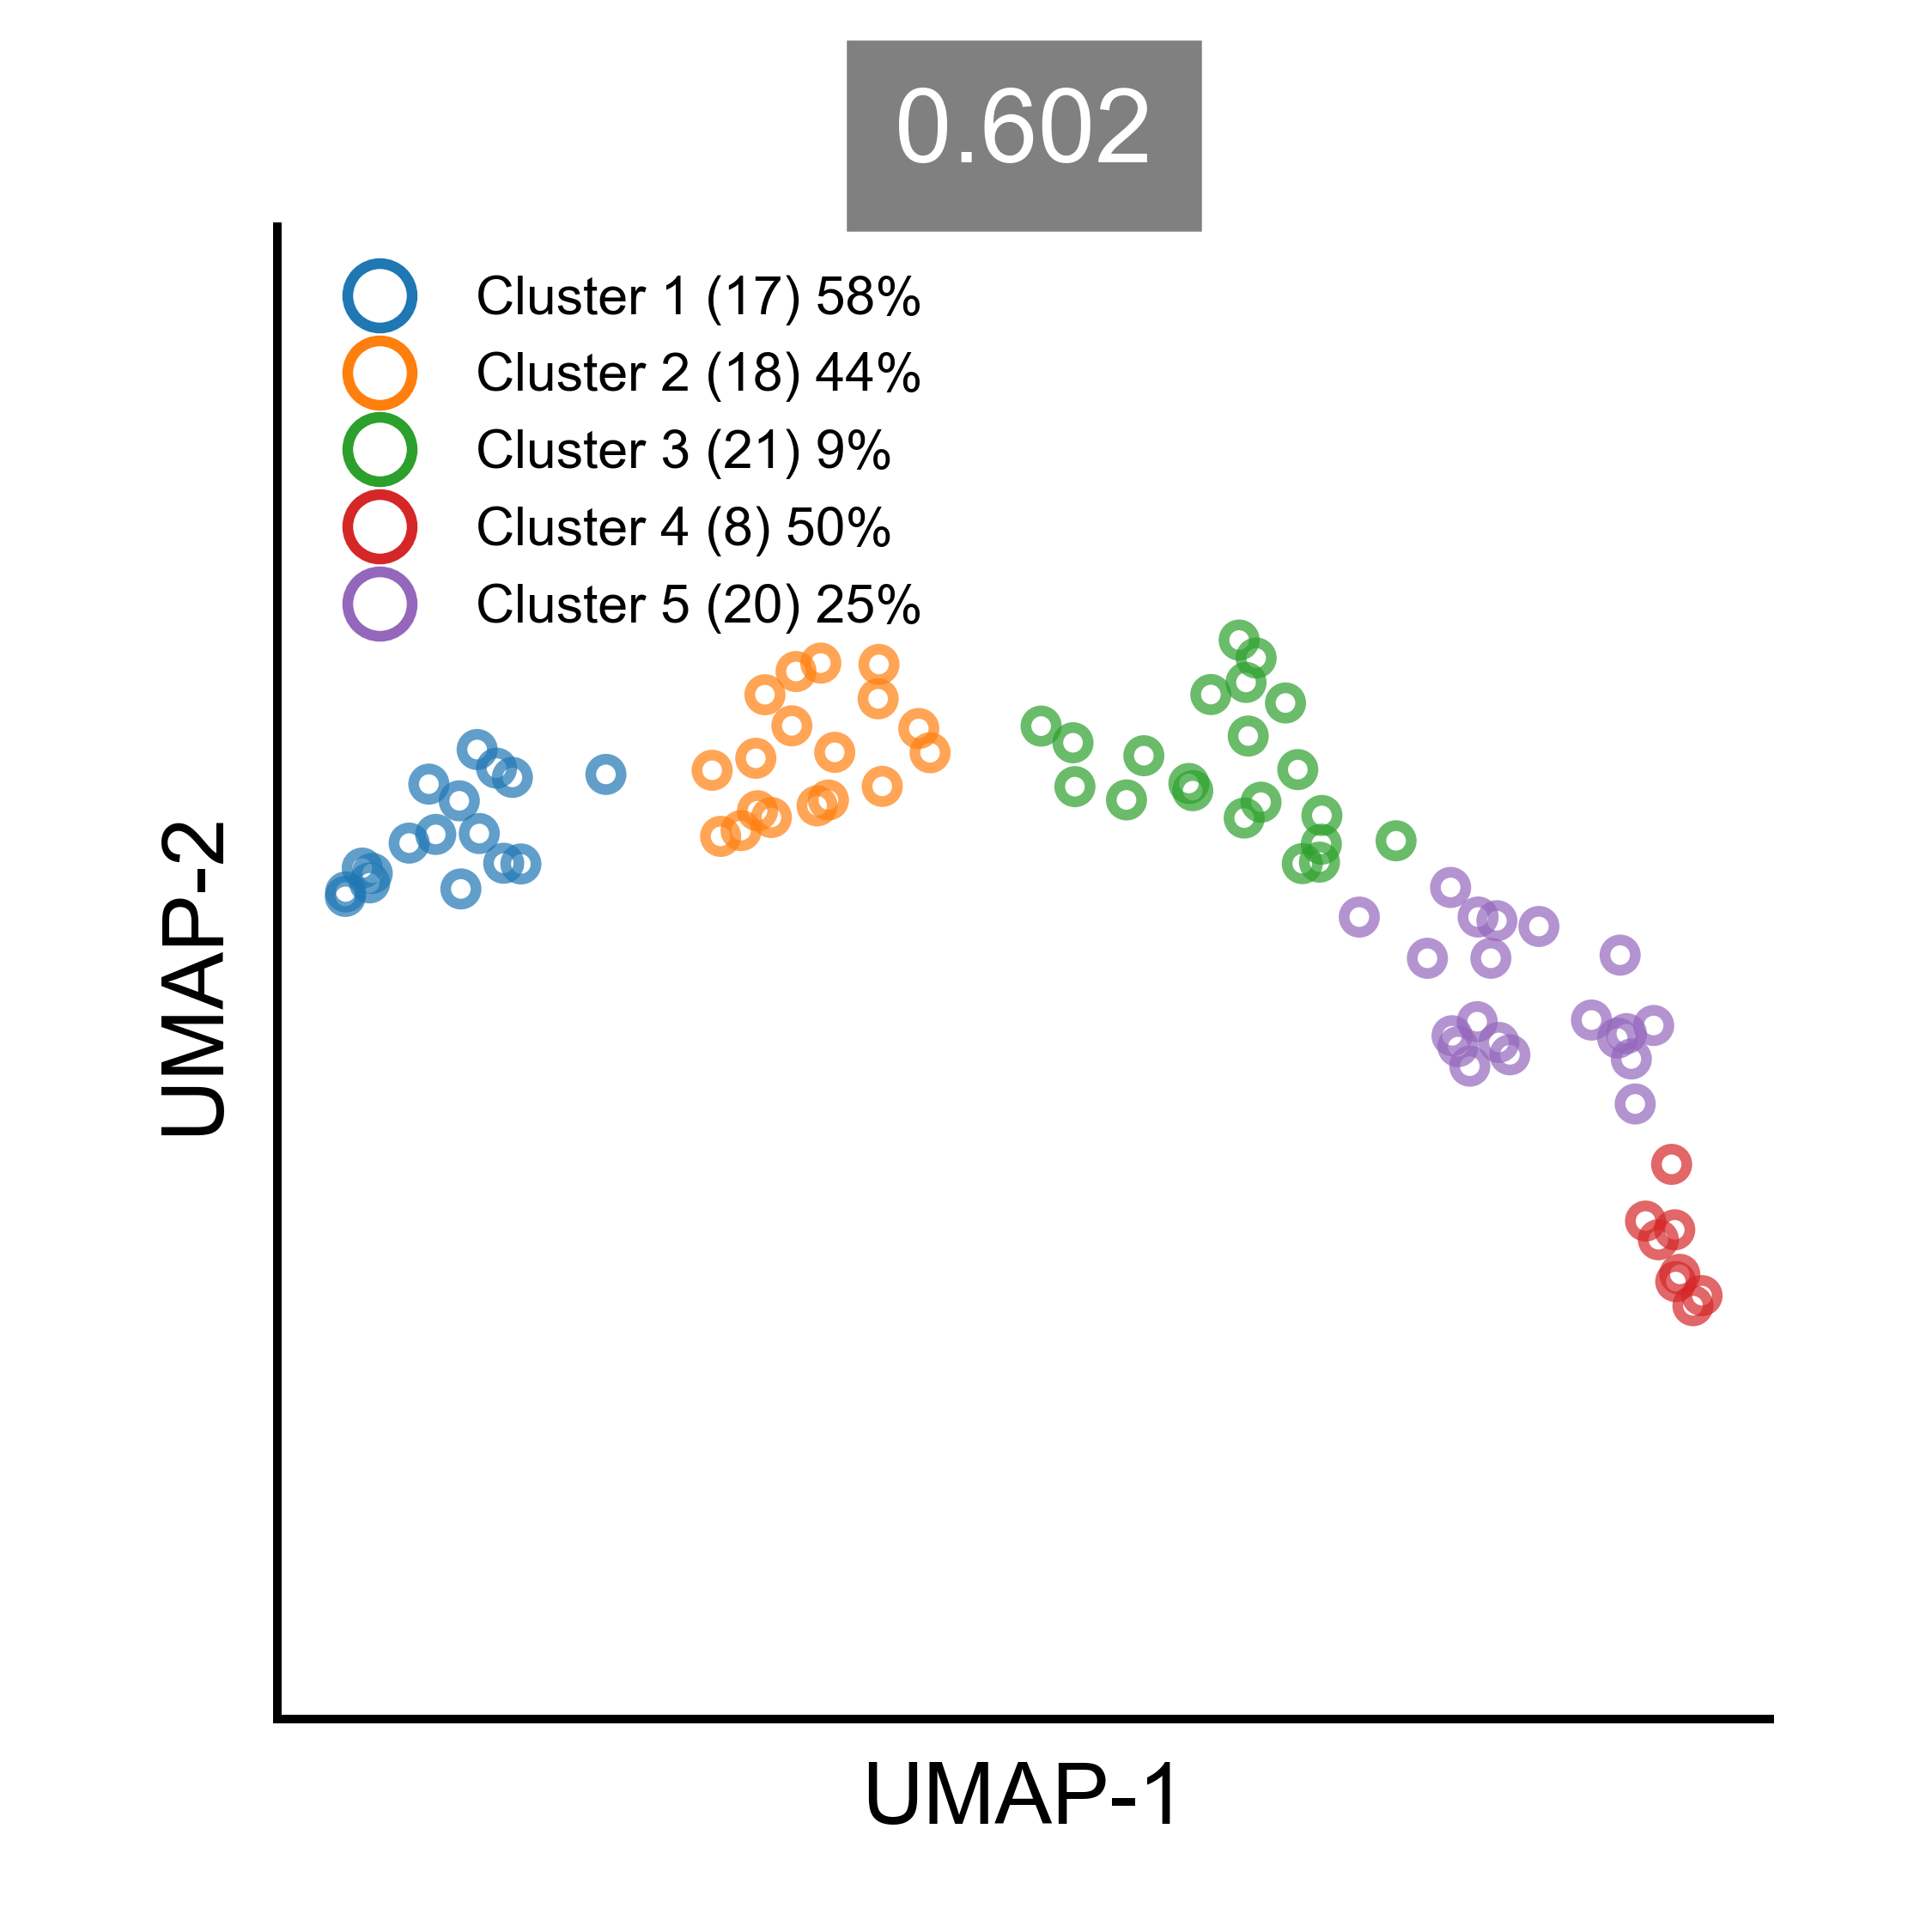 0.602
Cluster 1 (17) 58%
Cluster 2 (18) 44%
Cluster 3 (21) 9%
Cluster 4 (8) 50%
Cluster 5 (20) 25%
UMAP-2
UMAP-1